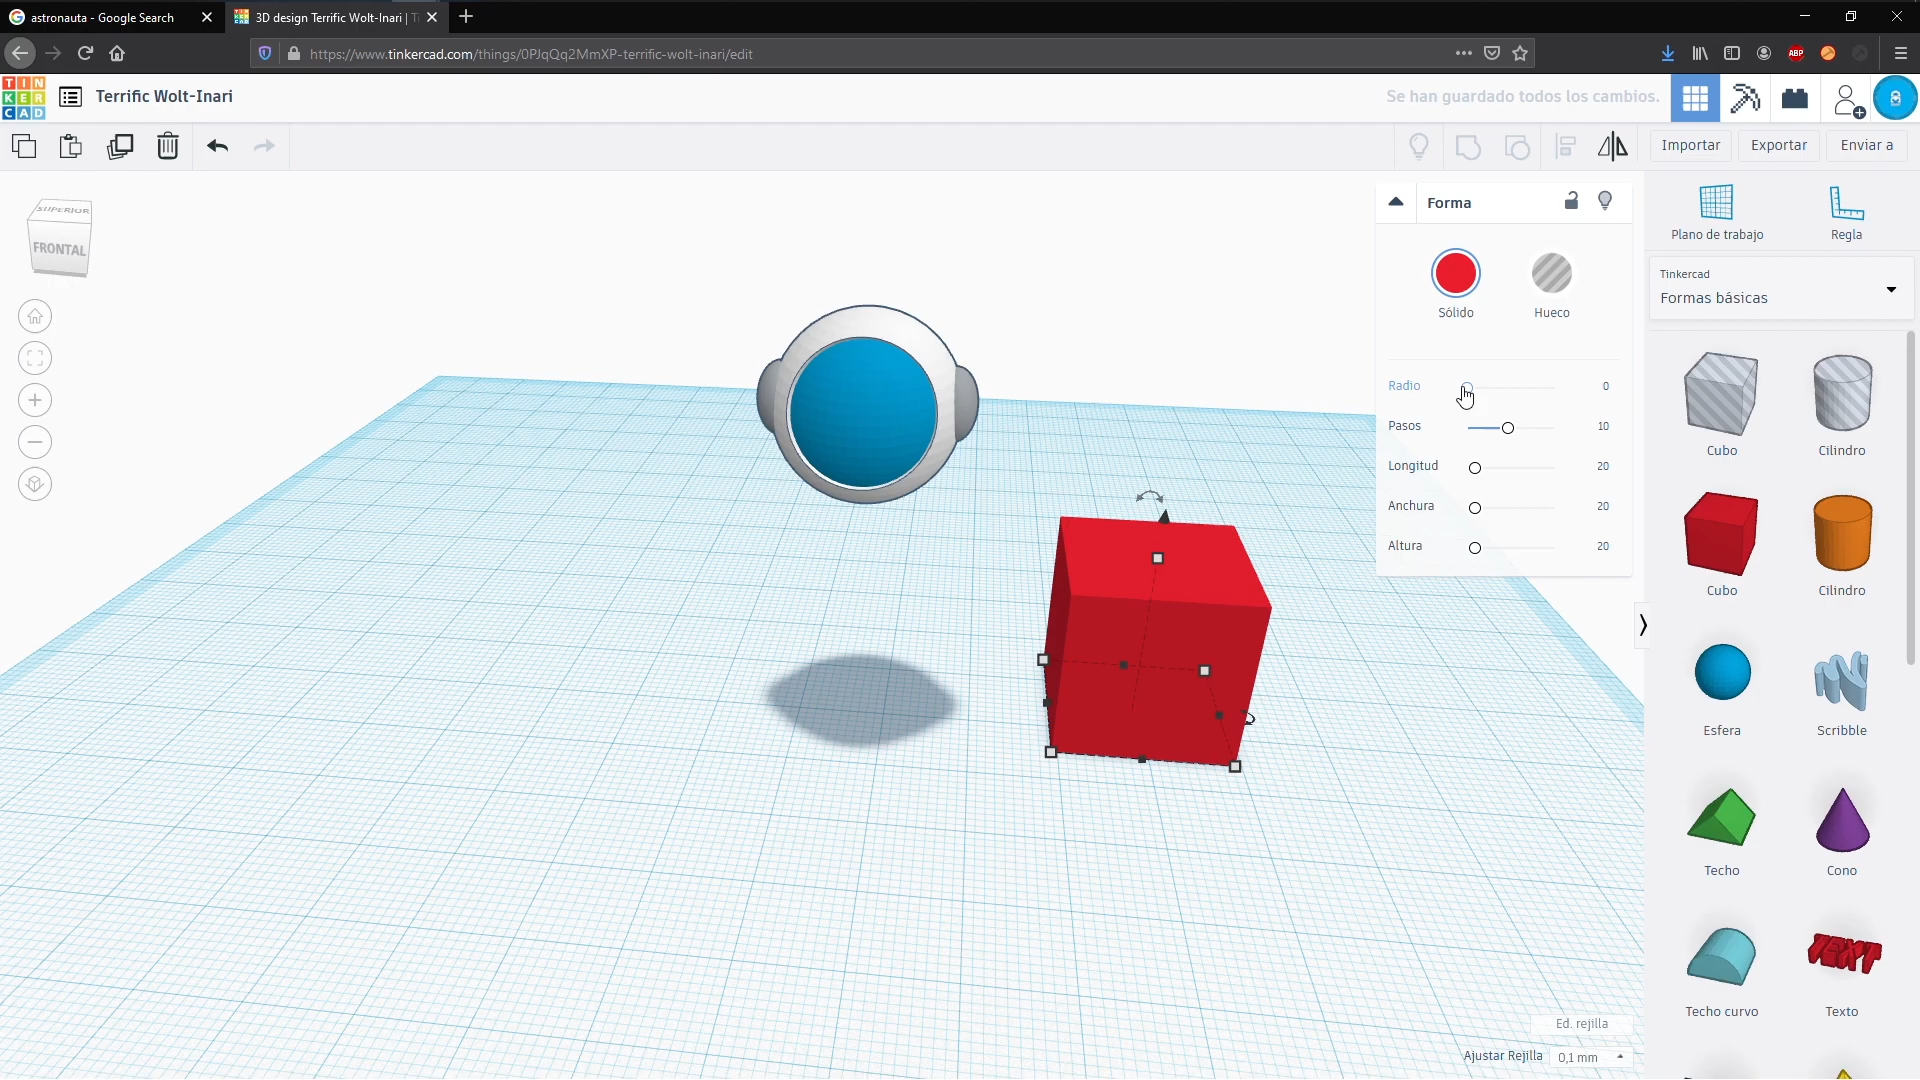 astronauta - Google Search
3D design Terrific Wolt-Inari | Ti
https://www.tinkercad.com/things/0PJqQq2MmXP-terrific-wolt-inari/edit
ABP
TIN
KER
CAD
Terrific Wolt-Inari
Se han guardado todos los cambios.
Importar
Exportar
Enviar a
SUPERIOR
FRONTAL
Forma
Sólido
Hueco
Radio
0
Pasos
10
Longitud
20
Anchura
20
Altura
20
Plano de trabajo
Regla
Tinkercad
Formas básicas
Cubo
Cilindro
Cubo
Cilindro
Esfera
Scribble
Techo
Cono
Techo curvo
TEXT
Texto
Ed. rejilla
Ajustar Rejilla
0,1 mm